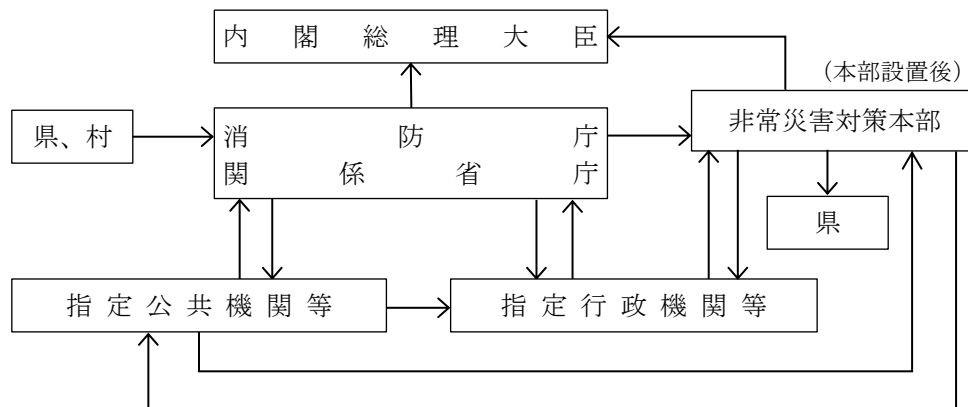 内閣総理大臣
（本部設置後）
県、村
消防庁
関係省庁
非常災害対策本部
県
指定公共機関等
指定行政機関等